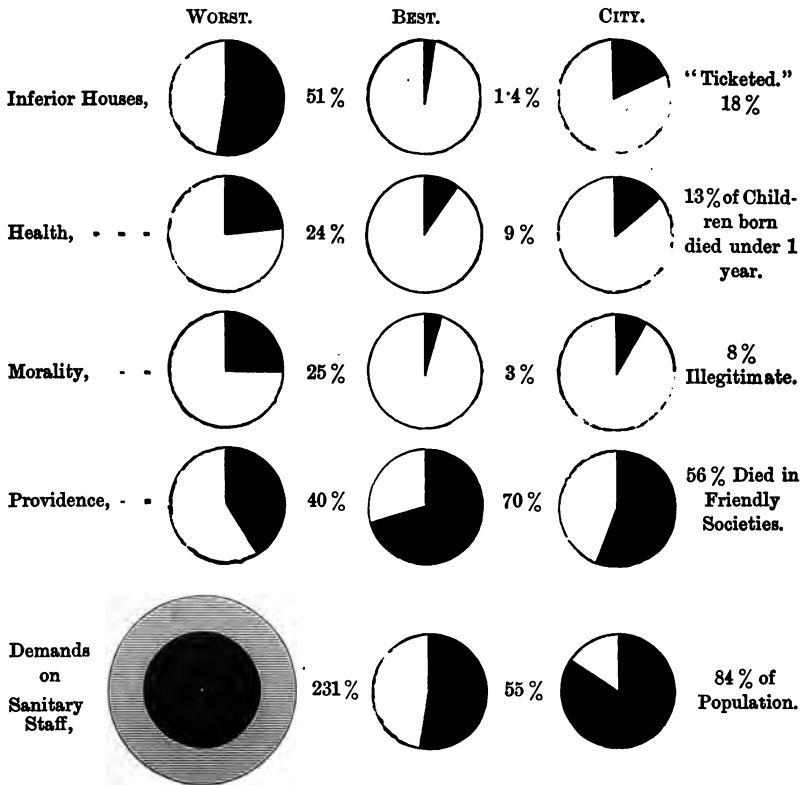 WORST. BEST. CITY.
Inferior Houses, 51 % 1·4 % “Ticketed.”
18 %
Health, - - - 24 % 9 % 13 % of Child-
ren born
died under 1
year.
Morality, - - 25 % 3 % 8 %
Illegitimate.
Providence, - - 40 % 70 % 56 % Died in
Friendly
Societies.
Demands
on
Sanitary
Staff, 231 % 55 % 84 % of
Population.